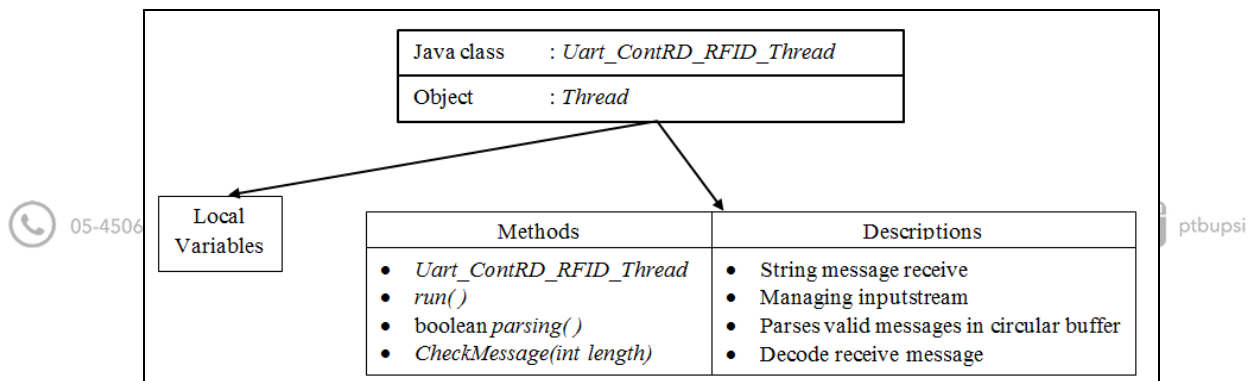 Java class : Uart_ContRD_RFID_Thread
Object : Thread
05-4506
Local
Variables
ptbupsi
Methods Descriptions
• Uart_ContRD_RFID_Thread • String message receive
• run( ) • Managing inputstream
• boolean parsing( ) • Parses valid messages in circular buffer
• CheckMessage(int length) • Decode receive message